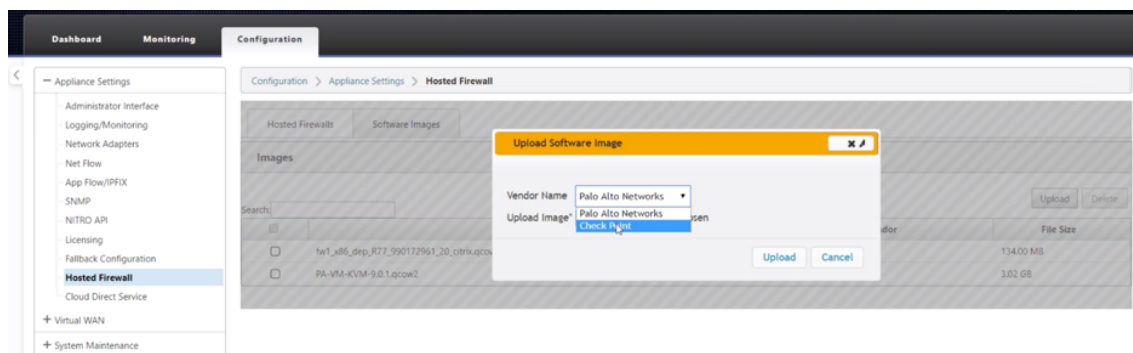 Dashboard Monitoring Configuration
Appliance Settings
Administrator Interface
Logging/Monitoring
Network Adapters
Net Flow
App Flow/IPFIX
SNMP
NITRO API
Licensing
Fallback Configuration
Hosted Firewall
Cloud Direct Service
Virtual WAN
System Maintenance
Configuration > Appliance Settings > Hosted Firewall
Hosted Firewalls Software Images
Images
Upload Delete
Search:
dor File Size
fw1_x86_dep_R77_990172961_20_citrix.qcow 134.00 MB
PA-VM-KVM-9.0.1.qcow2 3.02 GB
Upload Software Image
Vendor Name Palo Alto Networks
Palo Alto Networks
Check Point
Upload Image* osen
Upload Cancel